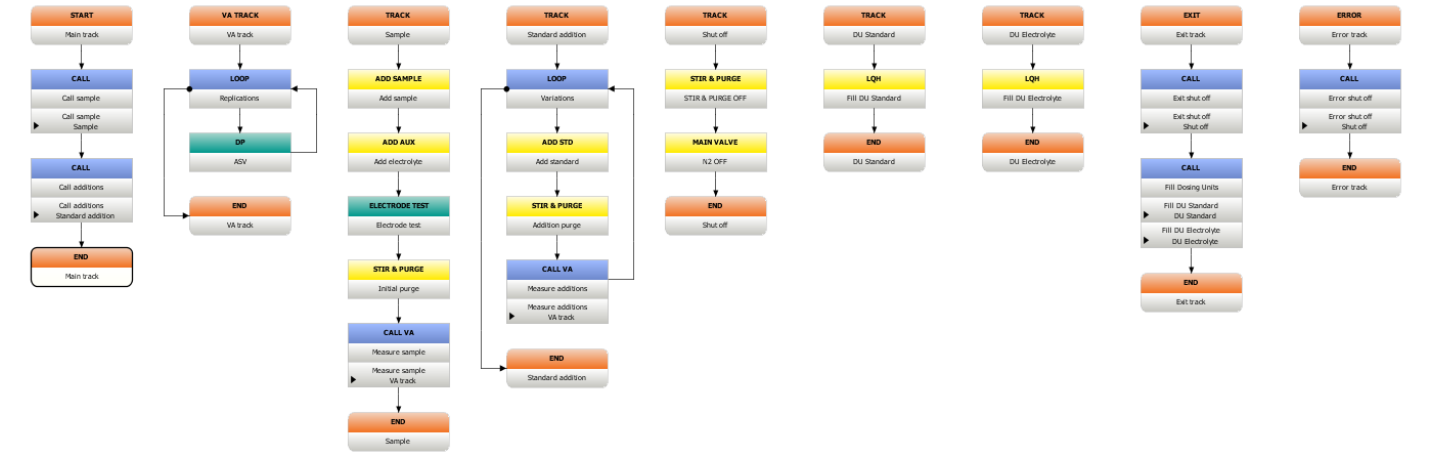 START
Main track
CALL
Call sample
Call sample
Sample
CALL
Call additions
Call additions
Standard addition
END
Main track
VA TRACK
VA track
LOOP
Replications
DP
ASV
END
VA track
TRACK
Sample
ADD SAMPLE
Add sample
ADD AUX
Add electrolyte
ELECTRODE TEST
Electrode test
STIR & PURGE
Initial purge
CALL VA
Measure sample
Measure sample
VA track
END
Sample
TRACK
Standard addition
LOOP
Variations
ADD STD
Add standard
STIR & PURGE
Addition purge
CALL VA
Measure additions
Measure additions
VA track
END
Standard addition
TRACK
Shut off
STIR & PURGE
STIR & PURGE OFF
MAIN VALVE
N2 OFF
END
Shut off
TRACK
DU Standard
LQH
Fill DU Standard
END
DU Standard
TRACK
DU Electrolyte
LQH
Fill DU Electrolyte
END
DU Electrolyte
EXIT
Exit track
CALL
Exit shut off
Exit shut off
Shut off
CALL
Fill Dosing Units
Fill DU Standard
DU Standard
Fill DU Electrolyte
DU Electrolyte
END
Exit track
ERROR
Error track
CALL
Error shut off
Error shut off
Shut off
END
Error track